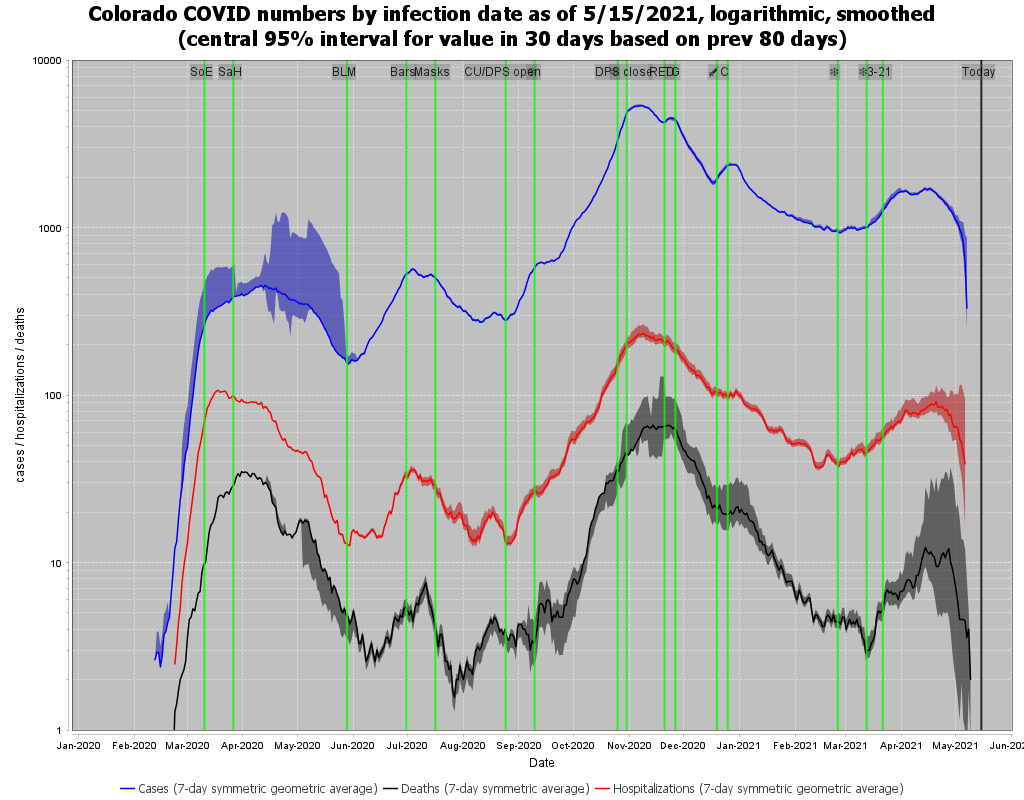 Colorado COVID numbers by infection date as of 5/15/2021, logarithmic, smoothed
(central 95% interval for value in 30 days based on prev 80 days)
SoE SaH BLM Bars Masks CU/DPS open DPS close RED C ❄ ❄ 3-21 Today
10000
1000
100
10
1
cases / hospitalizations / deaths
Jan-2020 Feb-2020 Mar-2020 Apr-2020 May-2020 Jun-2020 Jul-2020 Aug-2020 Sep-2020 Oct-2020 Nov-2020 Dec-2020 Jan-2021 Feb-2021 Mar-2021 Apr-2021 May-2021 Jun-202
Date
Cases (7-day symmetric geometric average) Deaths (7-day symmetric geometric average) Hospitalizations (7-day symmetric geometric average)